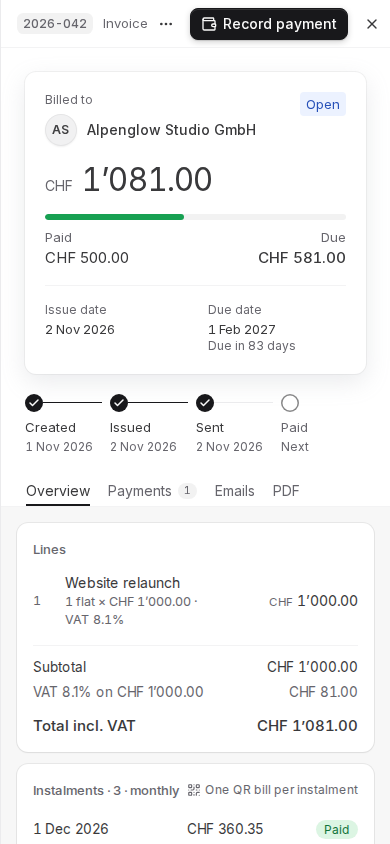 2026-042 Invoice ··· Record payment
Billed to
Open
AS Alpenglow Studio GmbH
CHF 1’081.00
Paid Due
CHF 500.00 CHF 581.00
Issue date Due date
2 Nov 2026 1 Feb 2027
Due in 83 days
Created Issued Sent Paid
1 Nov 2026 2 Nov 2026 2 Nov 2026 Next
Overview Payments 1 Emails PDF
Lines
1 Website relaunch
1 flat × CHF 1’000.00 · CHF 1’000.00
VAT 8.1%
Subtotal CHF 1’000.00
VAT 8.1% on CHF 1’000.00 CHF 81.00
Total incl. VAT CHF 1’081.00
Instalments · 3 · monthly One QR bill per instalment
1 Dec 2026 CHF 360.35 Paid